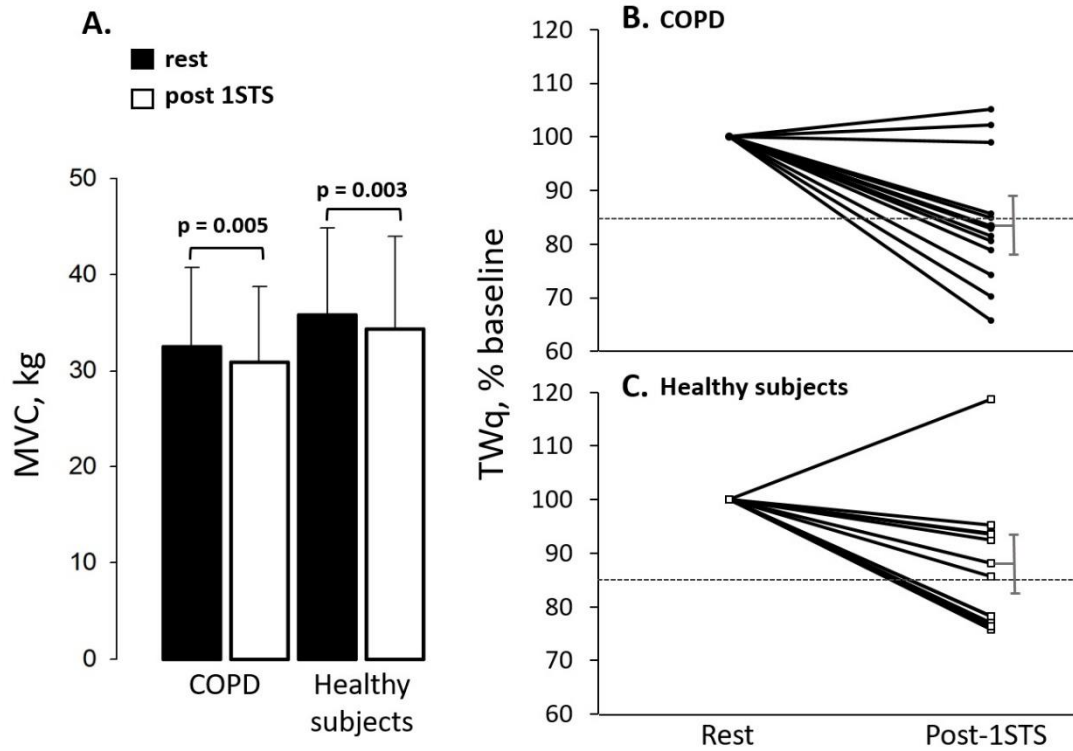 A.
rest
post 1STS
MVC, kg
50
40
30
20
10
0
p = 0.005
p = 0.003
COPD
Healthy
subjects
B. COPD
TWq, % baseline
120
110
100
90
80
70
60
C. Healthy subjects
120
110
100
90
80
70
60
Rest
Post-1STS